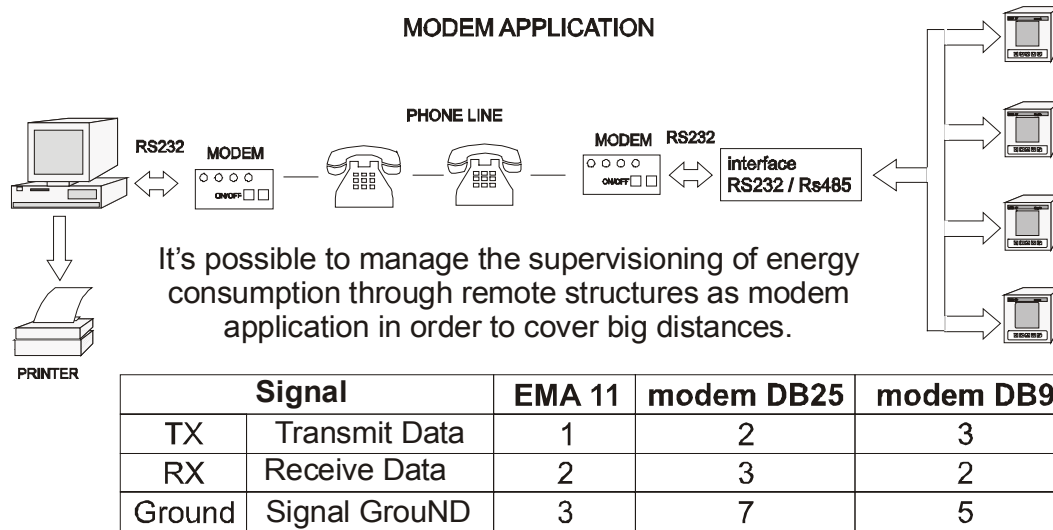 MODEM APPLICATION
PHONE LINE
RS232
MODEM
ON/OFF
MODEM
RS232
ON/OFF
interface
RS232 / Rs485
It's possible to manage the supervisioning of energy
consumption through remote structures as modem
application in order to cover big distances.
PRINTER
Signal EMA 11 modem DB25 modem DB9
TX Transmit Data 1 2 3
RX Receive Data 2 3 2
Ground Signal GrouND 3 7 5